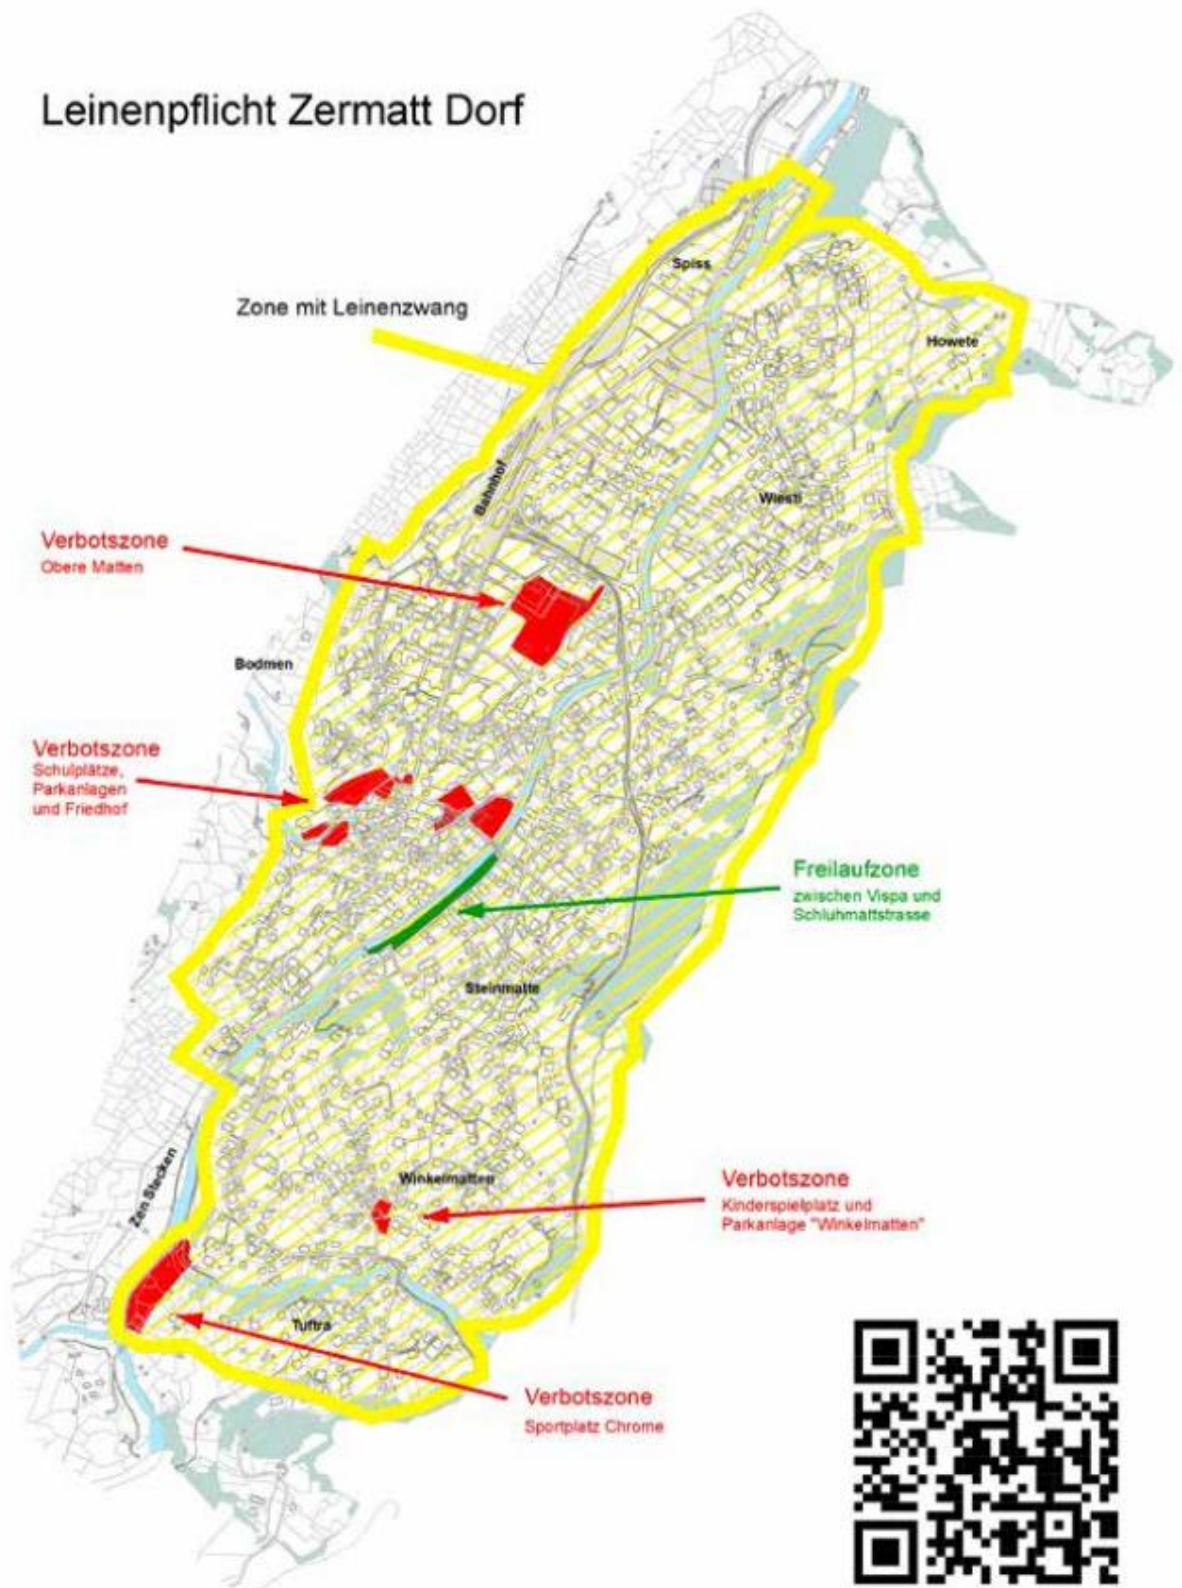 Leinenpflicht Zermatt Dorf
Spiss
Zone mit Leinenzwang
Howete
Bahnhof
Wiesti
Verbotszone
Obere Matten
Bodmen
Verbotszone
Schulplätze,
Parkanlagen
und Friedhof
Freilaufzone
zwischen Vispa und
Schluhmattstrasse
Steinmatte
Zen Stecken
Winkelmatten
Verbotszone
Kinderspielplatz und
Parkanlage "Winkelmatten"
Tuftra
Verbotszone
Sportplatz Chrome